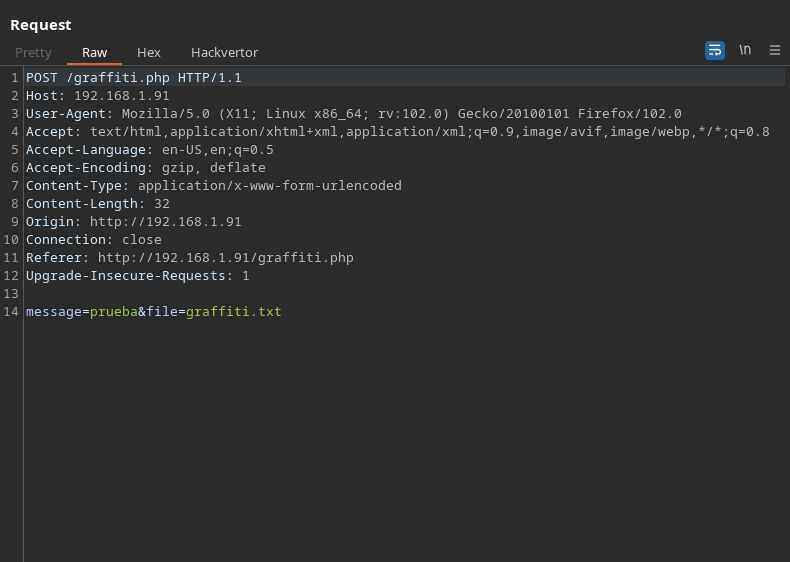 Request
Pretty Raw Hex Hackvertor \n
1 POST /graffiti.php HTTP/1.1
2 Host: 192.168.1.91
3 User-Agent: Mozilla/5.0 (X11; Linux x86_64; rv:102.0) Gecko/20100101 Firefox/102.0
4 Accept: text/html,application/xhtml+xml,application/xml;q=0.9,image/avif,image/webp,*/*;q=0.8
5 Accept-Language: en-US,en;q=0.5
6 Accept-Encoding: gzip, deflate
7 Content-Type: application/x-www-form-urlencoded
8 Content-Length: 32
9 Origin: http://192.168.1.91
10 Connection: close
11 Referer: http://192.168.1.91/graffiti.php
12 Upgrade-Insecure-Requests: 1
13
14 message=prueba&file=graffiti.txt